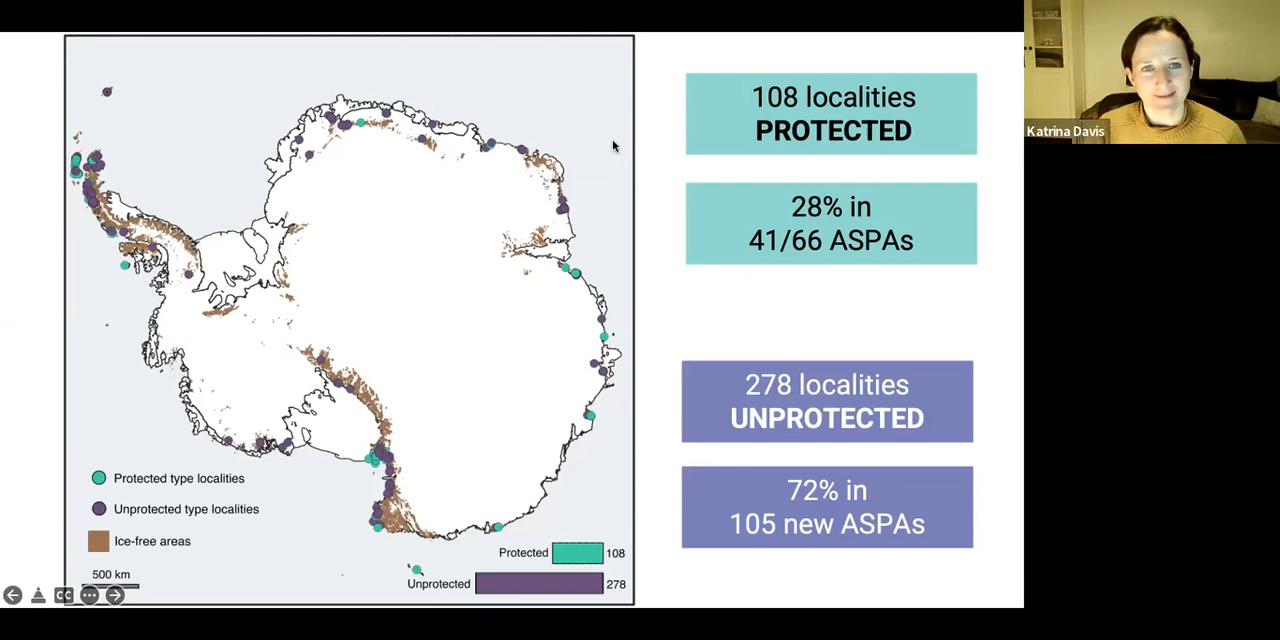 108 localities
PROTECTED
28% in
41/66 ASPAs
278 localities
UNPROTECTED
72% in
105 new ASPAs
Protected type localities
Unprotected type localities
Ice-free areas
500 km
Protected 108
Unprotected 278
CC
Katrina Davis